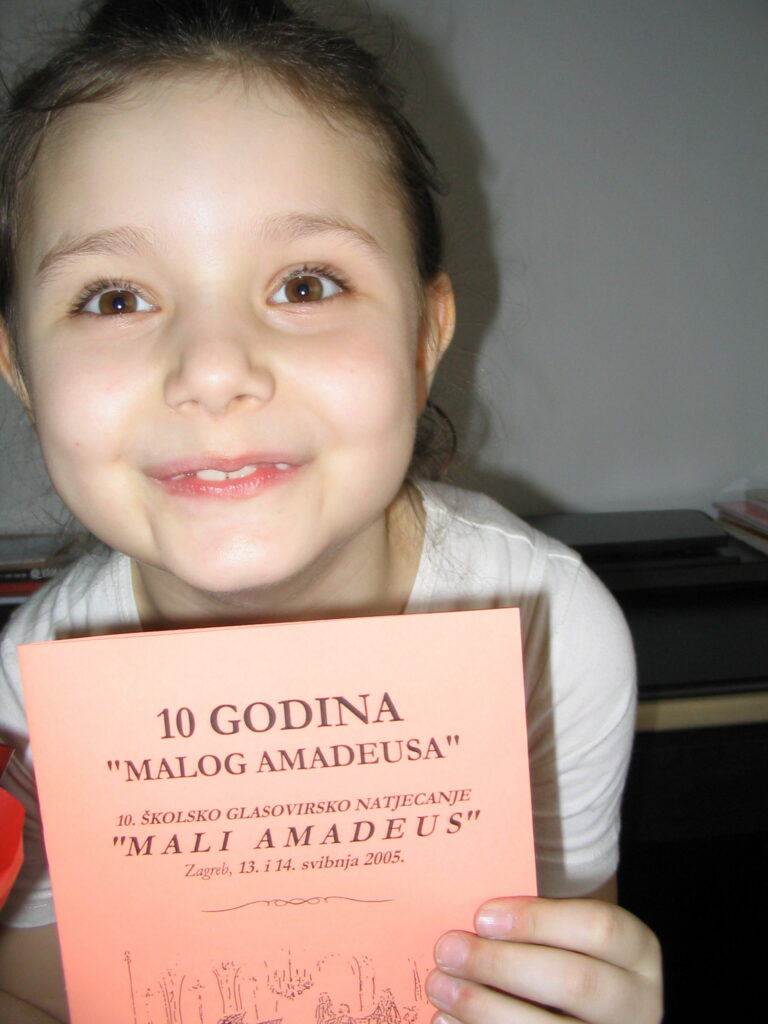 10 GODINA
"MALOG AMADEUSA"
10. ŠKOLSKO GLASOVIRSKO NATJECANJE
"MALI AMADEUS"
Zagreb, 13. i 14. svibnja 2005.